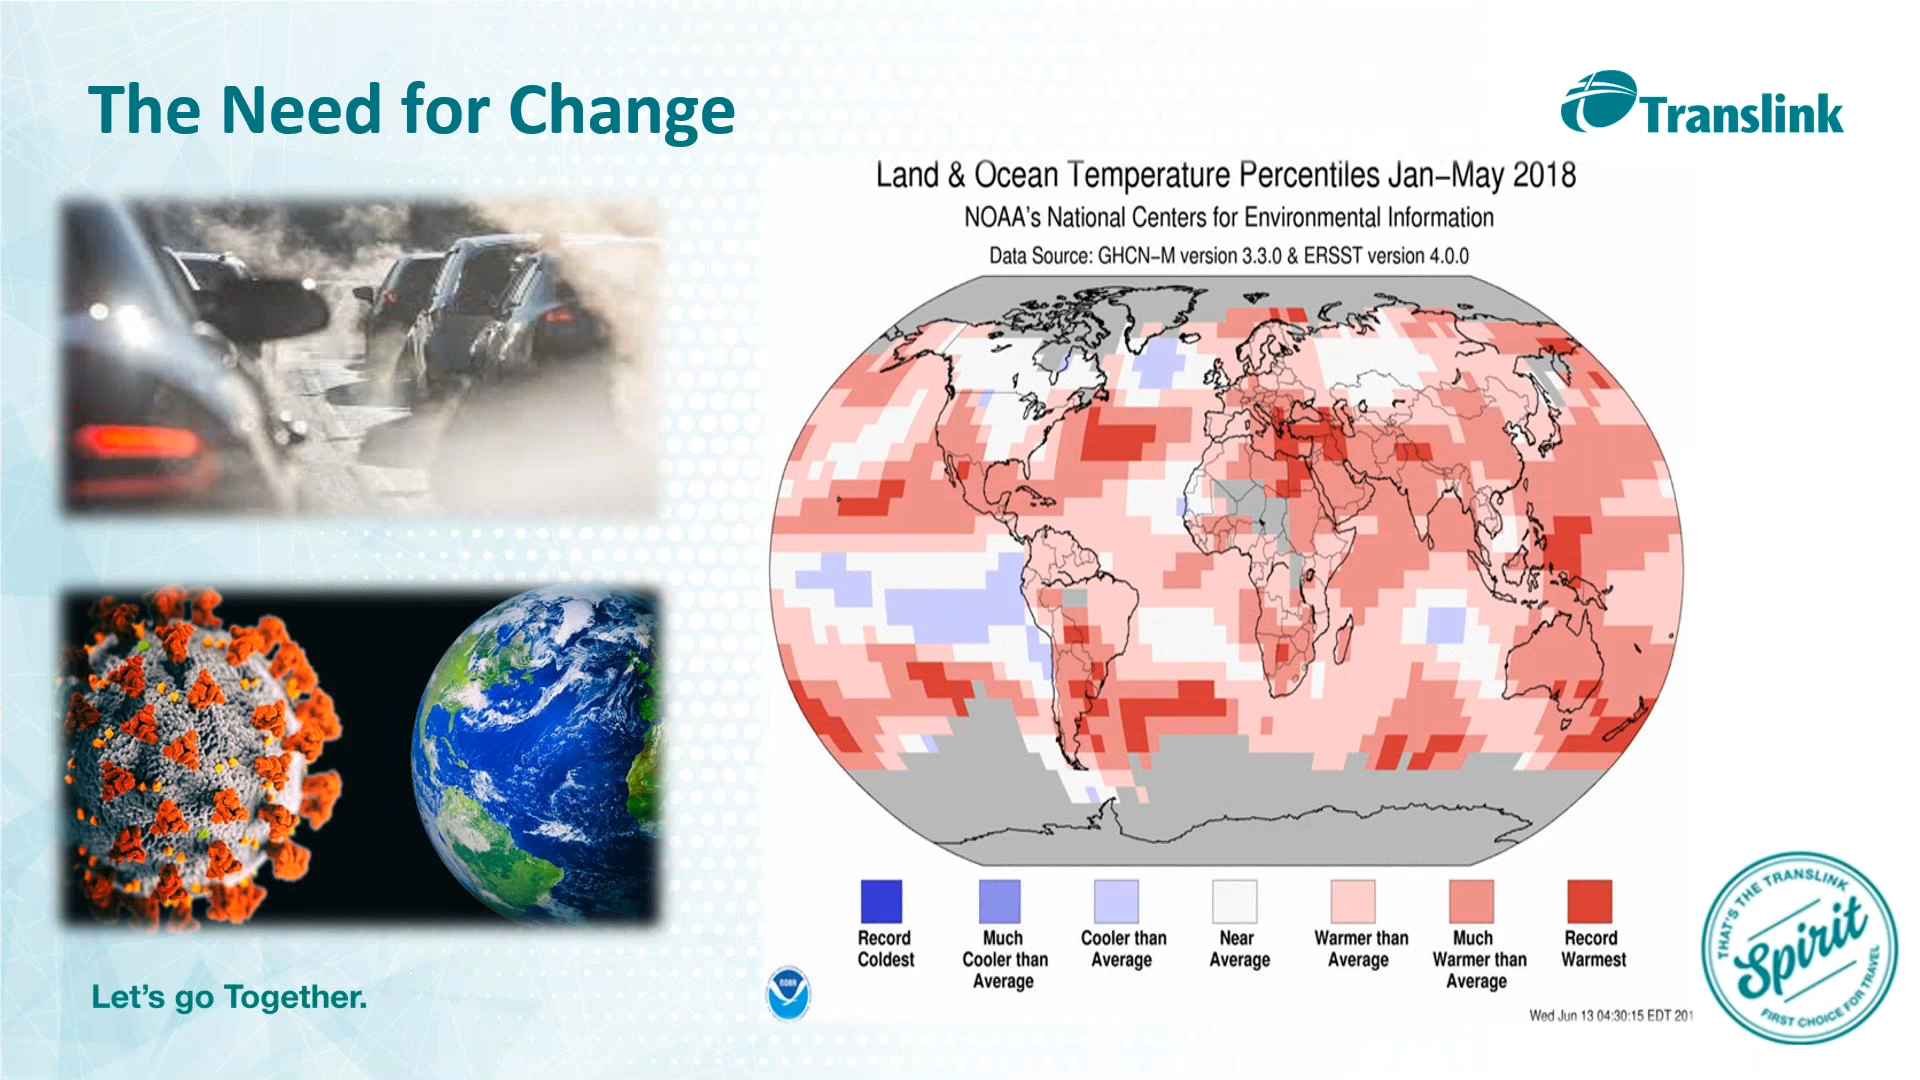 The Need for Change
Translink
Land & Ocean Temperature Percentiles Jan–May 2018
NOAA's National Centers for Environmental Information
Data Source: GHCN–M version 3.3.0 & ERSST version 4.0.0
Record
Coldest
Much
Cooler than
Average
Cooler than
Average
Near
Average
Warmer than
Average
Much
Warmer than
Average
Record
Warmest
NOAA
Wed Jun 13 04:30:15 EDT 201
Let's go Together.
THAT'S THE TRANSLINK
Spirit
FIRST CHOICE FOR TRAVEL